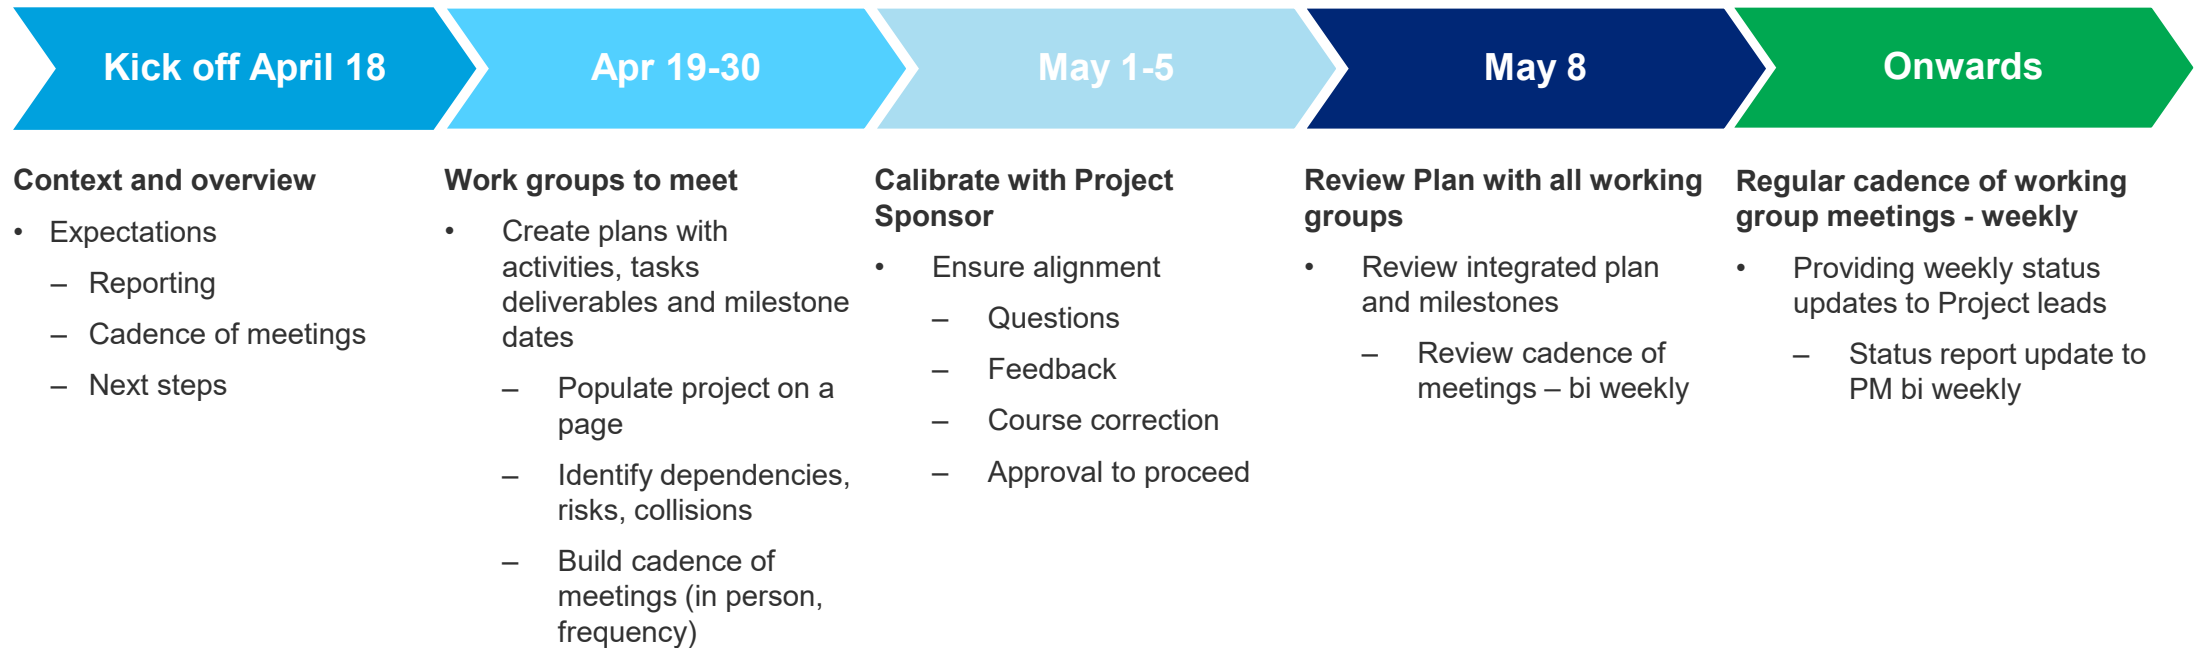 Kick off April 18
Apr 19-30
May 1-5
May 8
Onwards
Context and overview
• Expectations
– Reporting
– Cadence of meetings
– Next steps
Work groups to meet
• Create plans with
activities, tasks
deliverables and milestone
dates
– Populate project on a
page
– Identify dependencies,
risks, collisions
– Build cadence of
meetings (in person,
frequency)
Calibrate with Project
Sponsor
• Ensure alignment
– Questions
– Feedback
– Course correction
– Approval to proceed
Review Plan with all working
groups
• Review integrated plan
and milestones
– Review cadence of
meetings – bi weekly
Regular cadence of working
group meetings - weekly
• Providing weekly status
updates to Project leads
– Status report update to
PM bi weekly